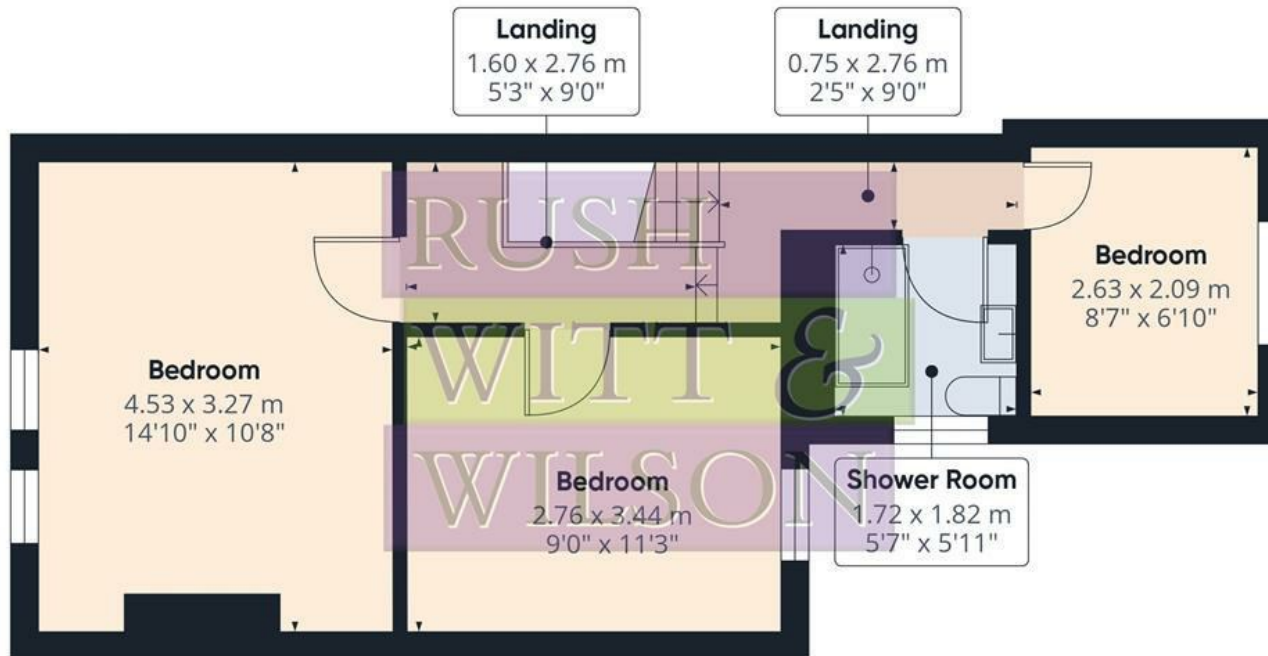 Landing
1.60 x 2.76 m
5'3" x 9'0"
Landing
0.75 x 2.76 m
2'5" x 9'0"
RUSH
WITT &
WILSON
Bedroom
2.63 x 2.09 m
8'7" x 6'10"
Bedroom
4.53 x 3.27 m
14'10" x 10'8"
Bedroom
2.76 x 3.44 m
9'0" x 11'3"
Shower Room
1.72 x 1.82 m
5'7" x 5'11"